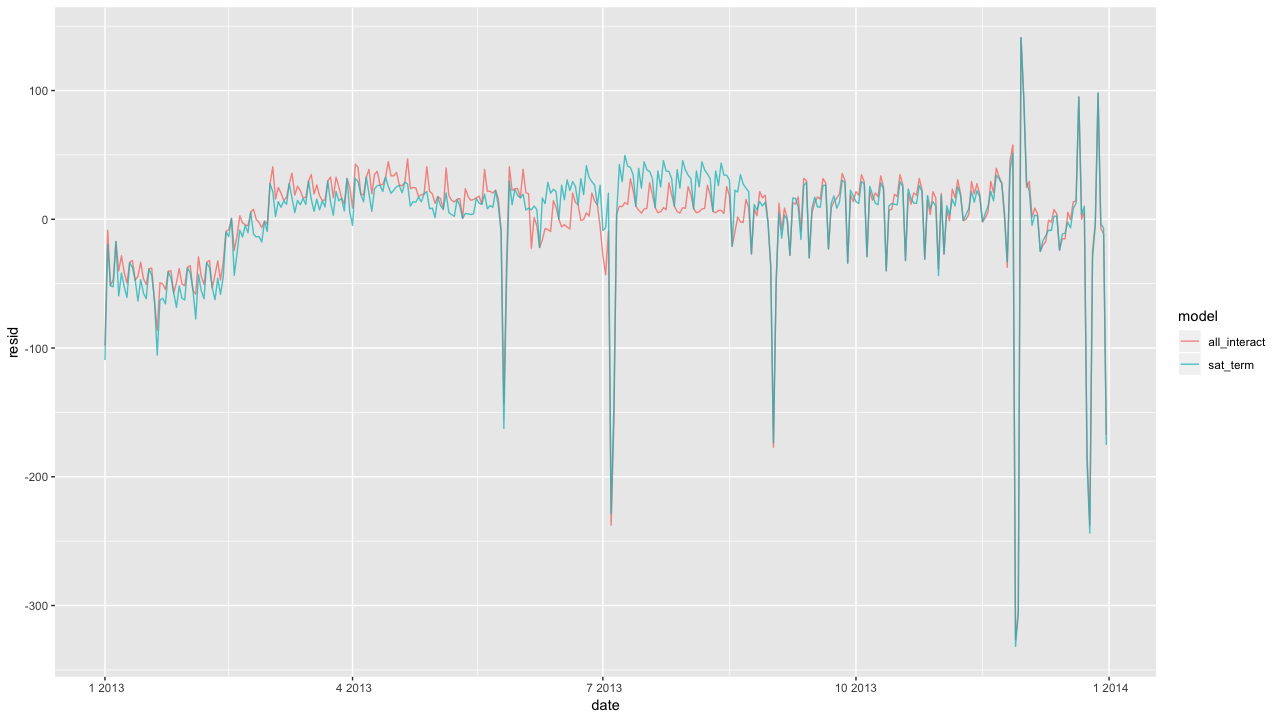 100
0
-100
-200
-300
resid
1 2013
4 2013
7 2013
10 2013
1 2014
date
model
all_interact
sat_term